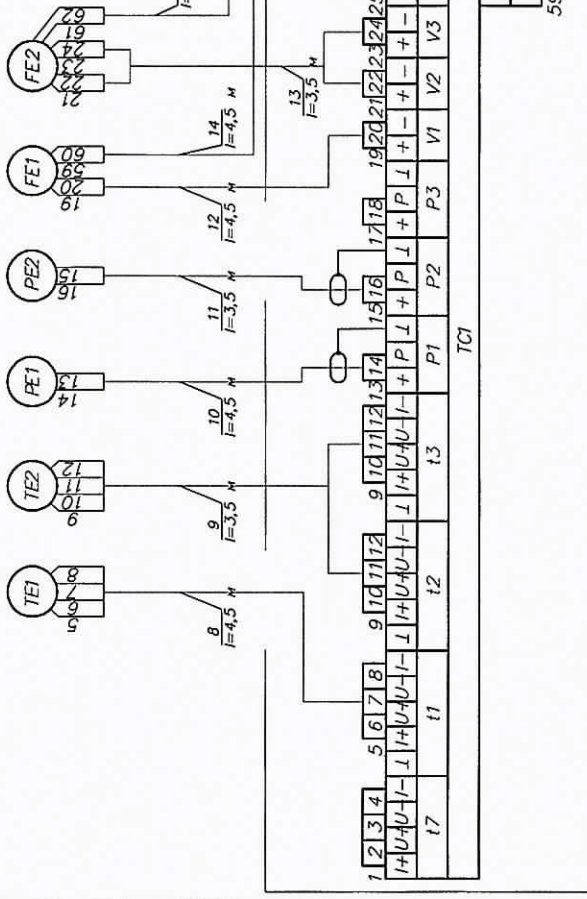 TE1 TE2 PE1 PE2 FE1 FE2
5 6 7 8 9 10 11 12 14 13 16 15 19 20 59 60 21 22 23 24 61 62
8 9 10 11 12 14
l=4,5 м l=3,5 м l=4,5 м l=3,5 м l=4,5 м l=4,5 м
13
l=3,5 м
1 2 3 4 5 6 7 8 9 10 11 12 9 10 11 12 13 14 15 16 17 18 19 20 21 22 23 24 25
I+ U+ U- I- ⊥ I+ U+ U- I- ⊥ I+ U+ U- I- ⊥ I+ U+ U- I- + P ⊥ + P ⊥ + P ⊥ + - + - + -
t7 t1 t2 t3 P1 P2 P3 V1 V2 V3
TC1
59